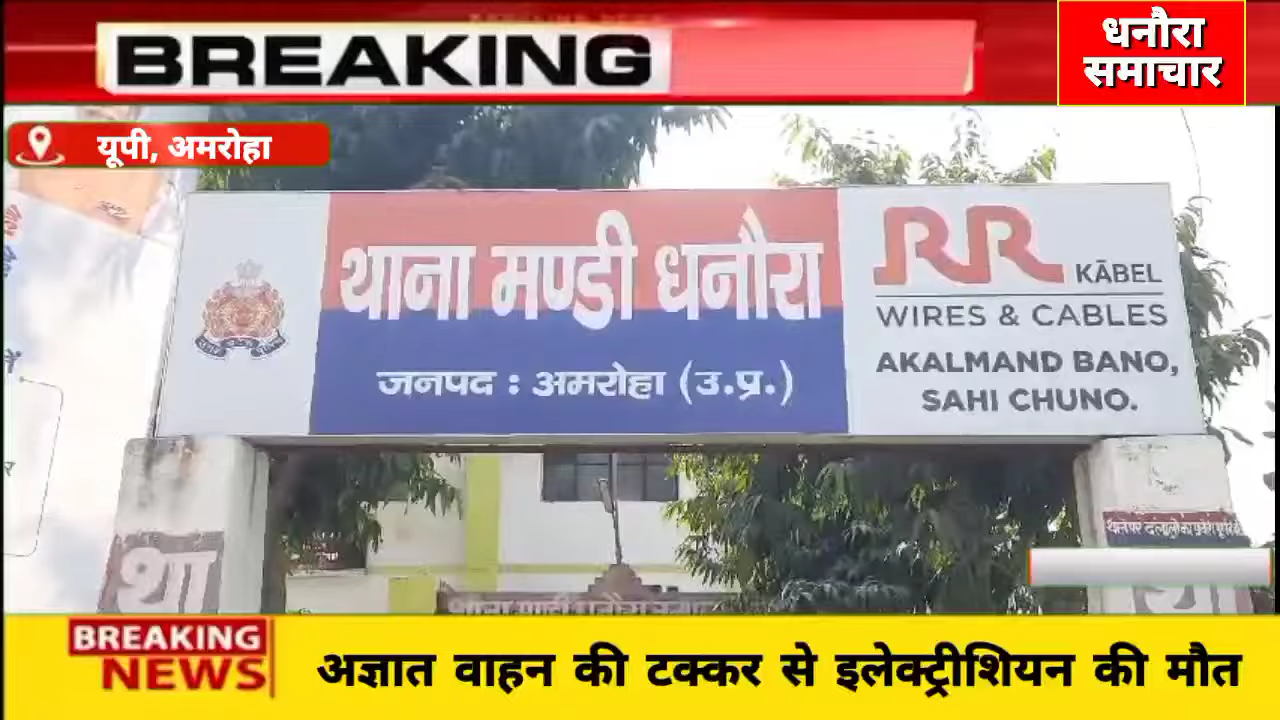 BREAKING
धनौरा
समाचार
यूपी, अमरोहा
थाना मण्डी धनौरा
जनपद : अमरोहा (उ.प्र.)
RR
KĀBEL
WIRES & CABLES
AKALMAND BANO,
SAHI CHUNO.
था
BREAKING
NEWS
अज्ञात वाहन की टक्कर से इलेक्ट्रीशियन की मौत